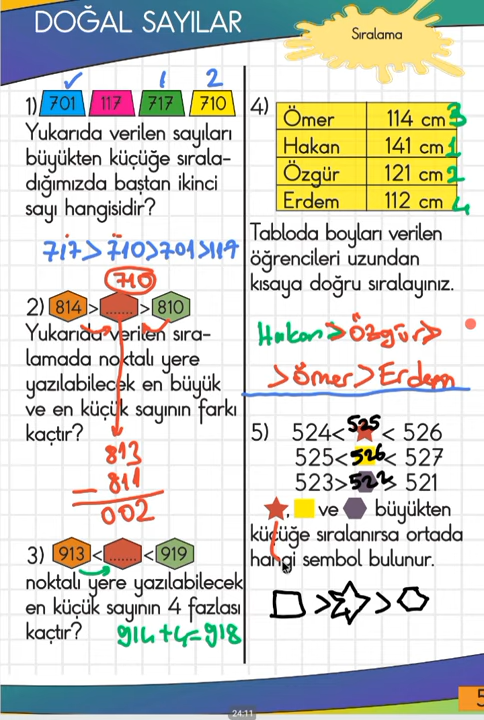 DOĞAL SAYILAR
Sıralama
1) 701 117 717 710
1 2
Yukarıda verilen sayıları
büyükten küçüğe sırala-
dığımızda baştan ikinci
sayı hangisidir?
717>710>701>117
710
2) 814 > ....... > 810
Yukarıda verilen sıra-
lamada noktalı yere
yazılabilecek en büyük
ve en küçük sayının farkı
kaçtır?
813
811
002
3) 913 < ....... < 919
noktalı yere yazılabilecek
en küçük sayının 4 fazlası
kaçtır? 914+4=918
4)
Ömer 114 cm 3
Hakan 141 cm 1
Özgür 121 cm 2
Erdem 112 cm 4
Tabloda boyları verilen
öğrencileri uzundan
kısaya doğru sıralayınız.
Hakan>Özgür>
>Ömer>Erdem
5) 524< 525 < 526
525< 526 < 527
523> 522 > 521
, ve büyükten
küçüğe sıralanırsa ortada
hangi sembol bulunur.
> >
5
24:11